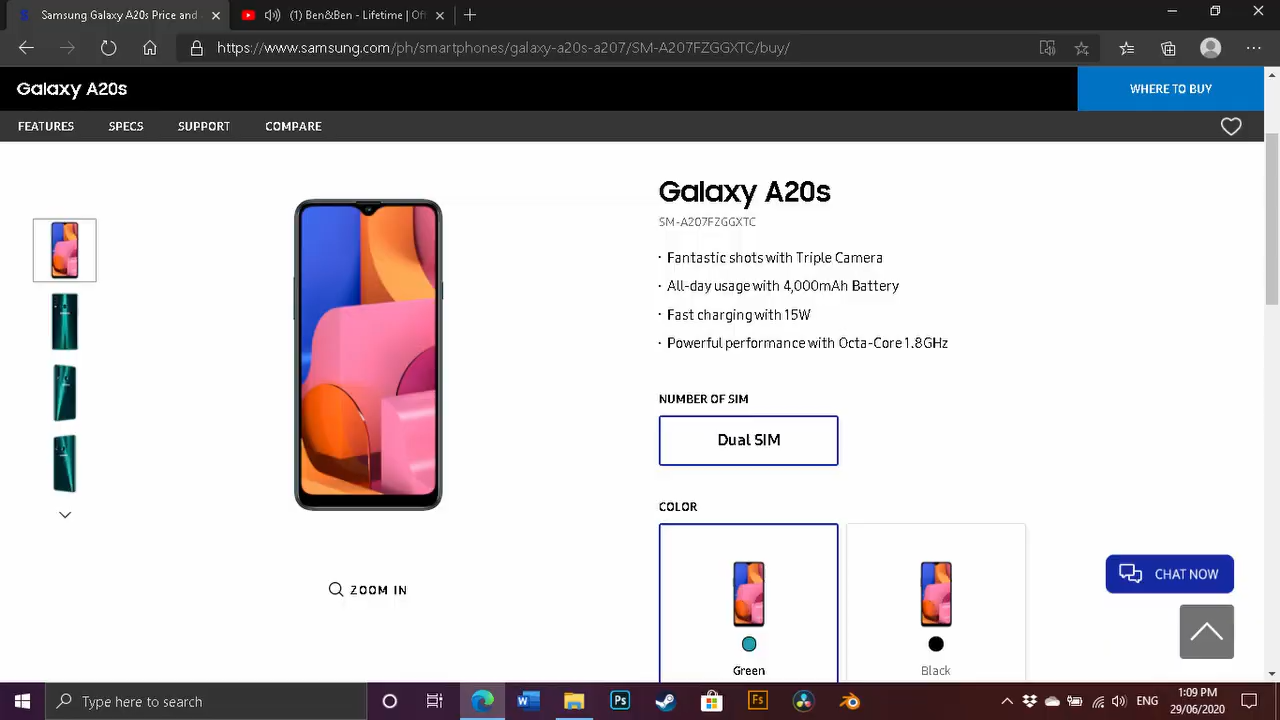 Samsung Galaxy A20s Price and
(1) Ben&Ben - Lifetime | Of
https://www.samsung.com/ph/smartphones/galaxy-a20s-a207/SM-A207FZGGXTC/buy/
Galaxy A20s
WHERE TO BUY
FEATURES SPECS SUPPORT COMPARE
Galaxy A20s
SM-A207FZGGXTC
· Fantastic shots with Triple Camera
· All-day usage with 4,000mAh Battery
· Fast charging with 15W
· Powerful performance with Octa-Core 1.8GHz
NUMBER OF SIM
Dual SIM
COLOR
Green
Black
ZOOM IN
CHAT NOW
Type here to search
W
Ps
Fs
ENG
1:09 PM
29/06/2020